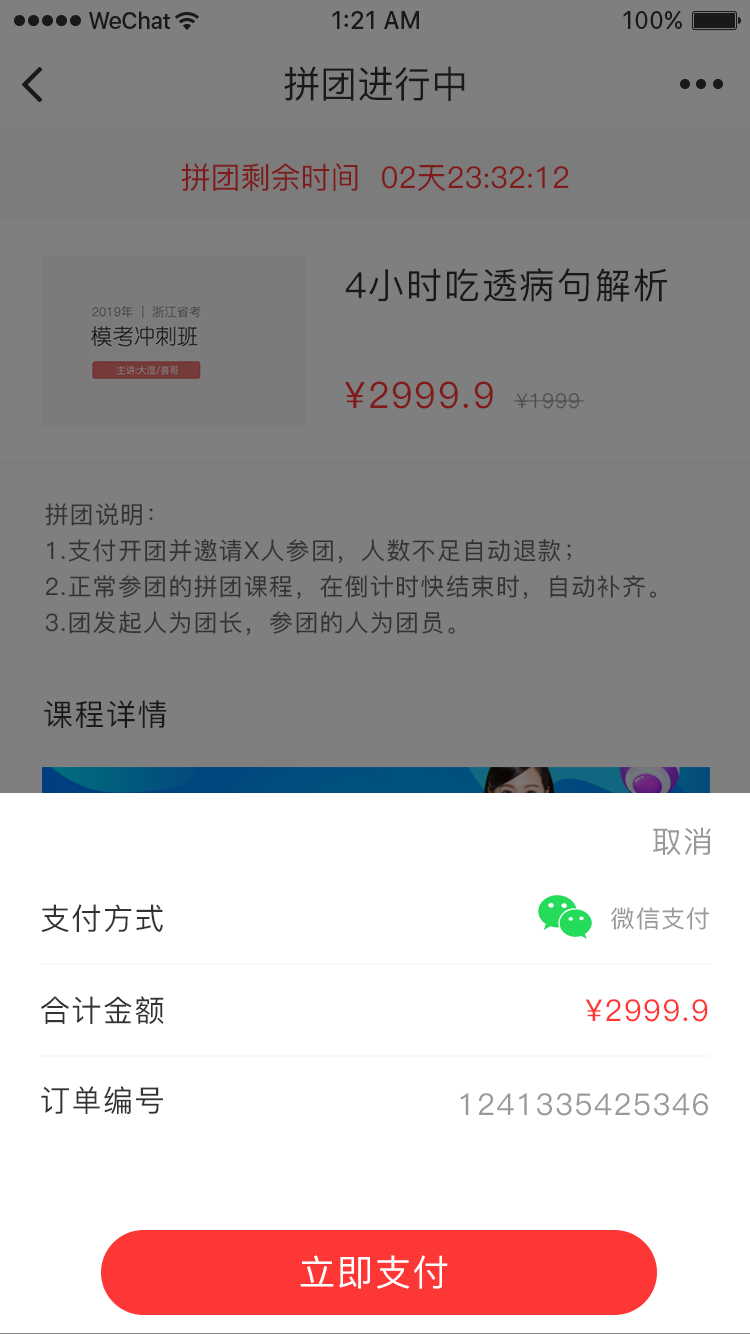 WeChat 1:21 AM 100%
拼团进行中
拼团剩余时间 02天23:32:12
2019年 | 浙江省考
模考冲刺班
主讲:大湿/喜哥
4小时吃透病句解析
¥2999.9 ¥1999
拼团说明：
1.支付开团并邀请X人参团，人数不足自动退款；
2.正常参团的拼团课程，在倒计时快结束时，自动补齐。
3.团发起人为团长，参团的人为团员。
课程详情
取消
支付方式 微信支付
合计金额 ¥2999.9
订单编号 1241335425346
立即支付